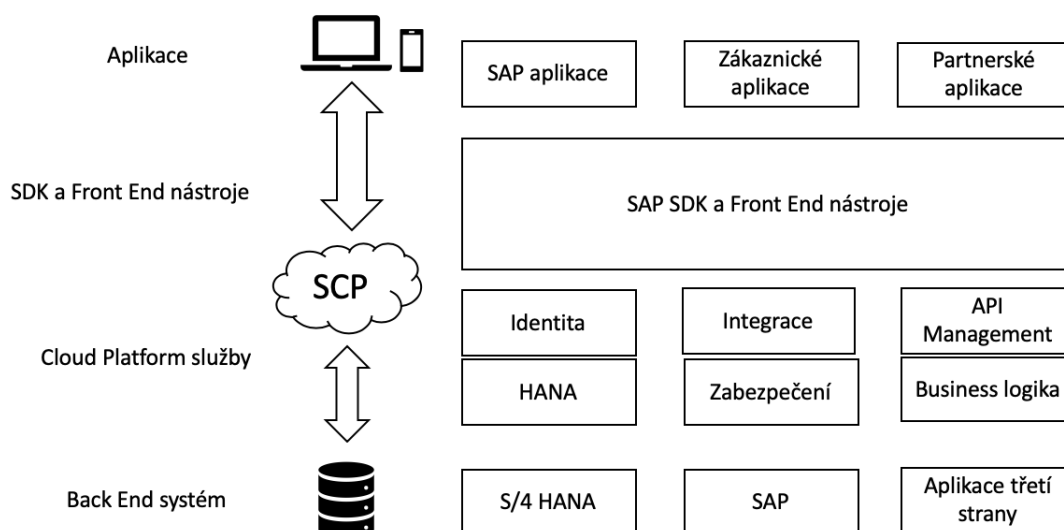 Aplikace
SAP aplikace
Zákaznické
aplikace
Partnerské
aplikace
SDK a Front End nástroje
SAP SDK a Front End nástroje
SCP
Cloud Platform služby
Identita
Integrace
API
Management
HANA
Zabezpečení
Business logika
Back End systém
S/4 HANA
SAP
Aplikace třetí
strany